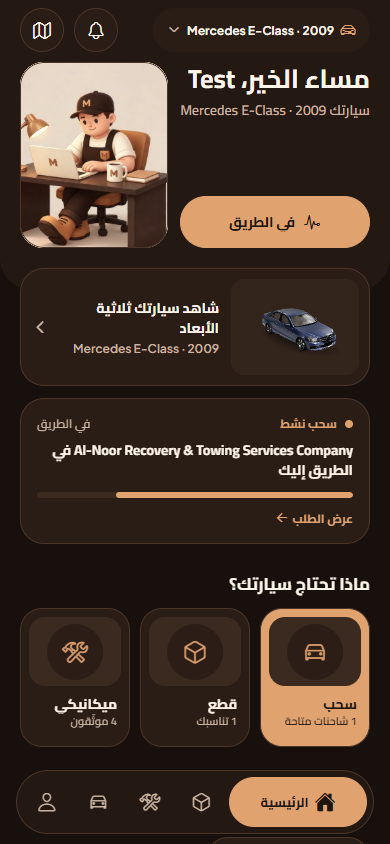 Mercedes E-Class · 2009
مساء الخير، Test
سيارتك Mercedes E-Class · 2009
M
M
M
في الطريق
شاهد سيارتك ثلاثية
الأبعاد
Mercedes E-Class · 2009
سحب نشط
في الطريق
Al-Noor Recovery & Towing Services Company في
الطريق إليك
عرض الطلب ←
ماذا تحتاج سيارتك؟
سحب
1 شاحنات متاحة
قطع
1 تناسبك
ميكانيكي
4 موثّقون
الرئيسية